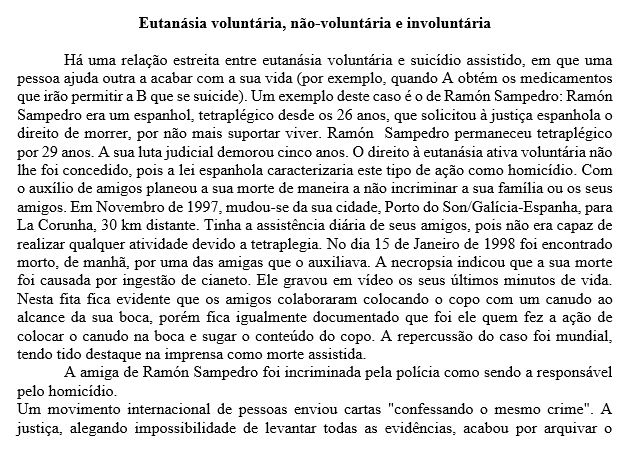 Eutanásia voluntária, não-voluntária e involuntária
Há uma relação estreita entre eutanásia voluntária e suicídio assistido, em que uma
pessoa ajuda outra a acabar com a sua vida (por exemplo, quando A obtém os medicamentos
que irão permitir a B que se suicide). Um exemplo deste caso é o de Ramón Sampedro: Ramón
Sampedro era um espanhol, tetraplégico desde os 26 anos, que solicitou à justiça espanhola o
direito de morrer, por não mais suportar viver. Ramón Sampedro permaneceu tetraplégico
por 29 anos. A sua luta judicial demorou cinco anos. O direito à eutanásia ativa voluntária não
lhe foi concedido, pois a lei espanhola caracterizaria este tipo de ação como homicídio. Com
o auxílio de amigos planeou a sua morte de maneira a não incriminar a sua família ou os seus
amigos. Em Novembro de 1997, mudou-se da sua cidade, Porto do Son/Galícia-Espanha, para
La Corunha, 30 km distante. Tinha a assistência diária de seus amigos, pois não era capaz de
realizar qualquer atividade devido a tetraplegia. No dia 15 de Janeiro de 1998 foi encontrado
morto, de manhã, por uma das amigas que o auxiliava. A necropsia indicou que a sua morte
foi causada por ingestão de cianeto. Ele gravou em vídeo os seus últimos minutos de vida.
Nesta fita fica evidente que os amigos colaboraram colocando o copo com um canudo ao
alcance da sua boca, porém fica igualmente documentado que foi ele quem fez a ação de
colocar o canudo na boca e sugar o conteúdo do copo. A repercussão do caso foi mundial,
tendo tido destaque na imprensa como morte assistida.
A amiga de Ramón Sampedro foi incriminada pela polícia como sendo a responsável
pelo homicídio.
Um movimento internacional de pessoas enviou cartas "confessando o mesmo crime". A
justiça, alegando impossibilidade de levantar todas as evidências, acabou por arquivar o